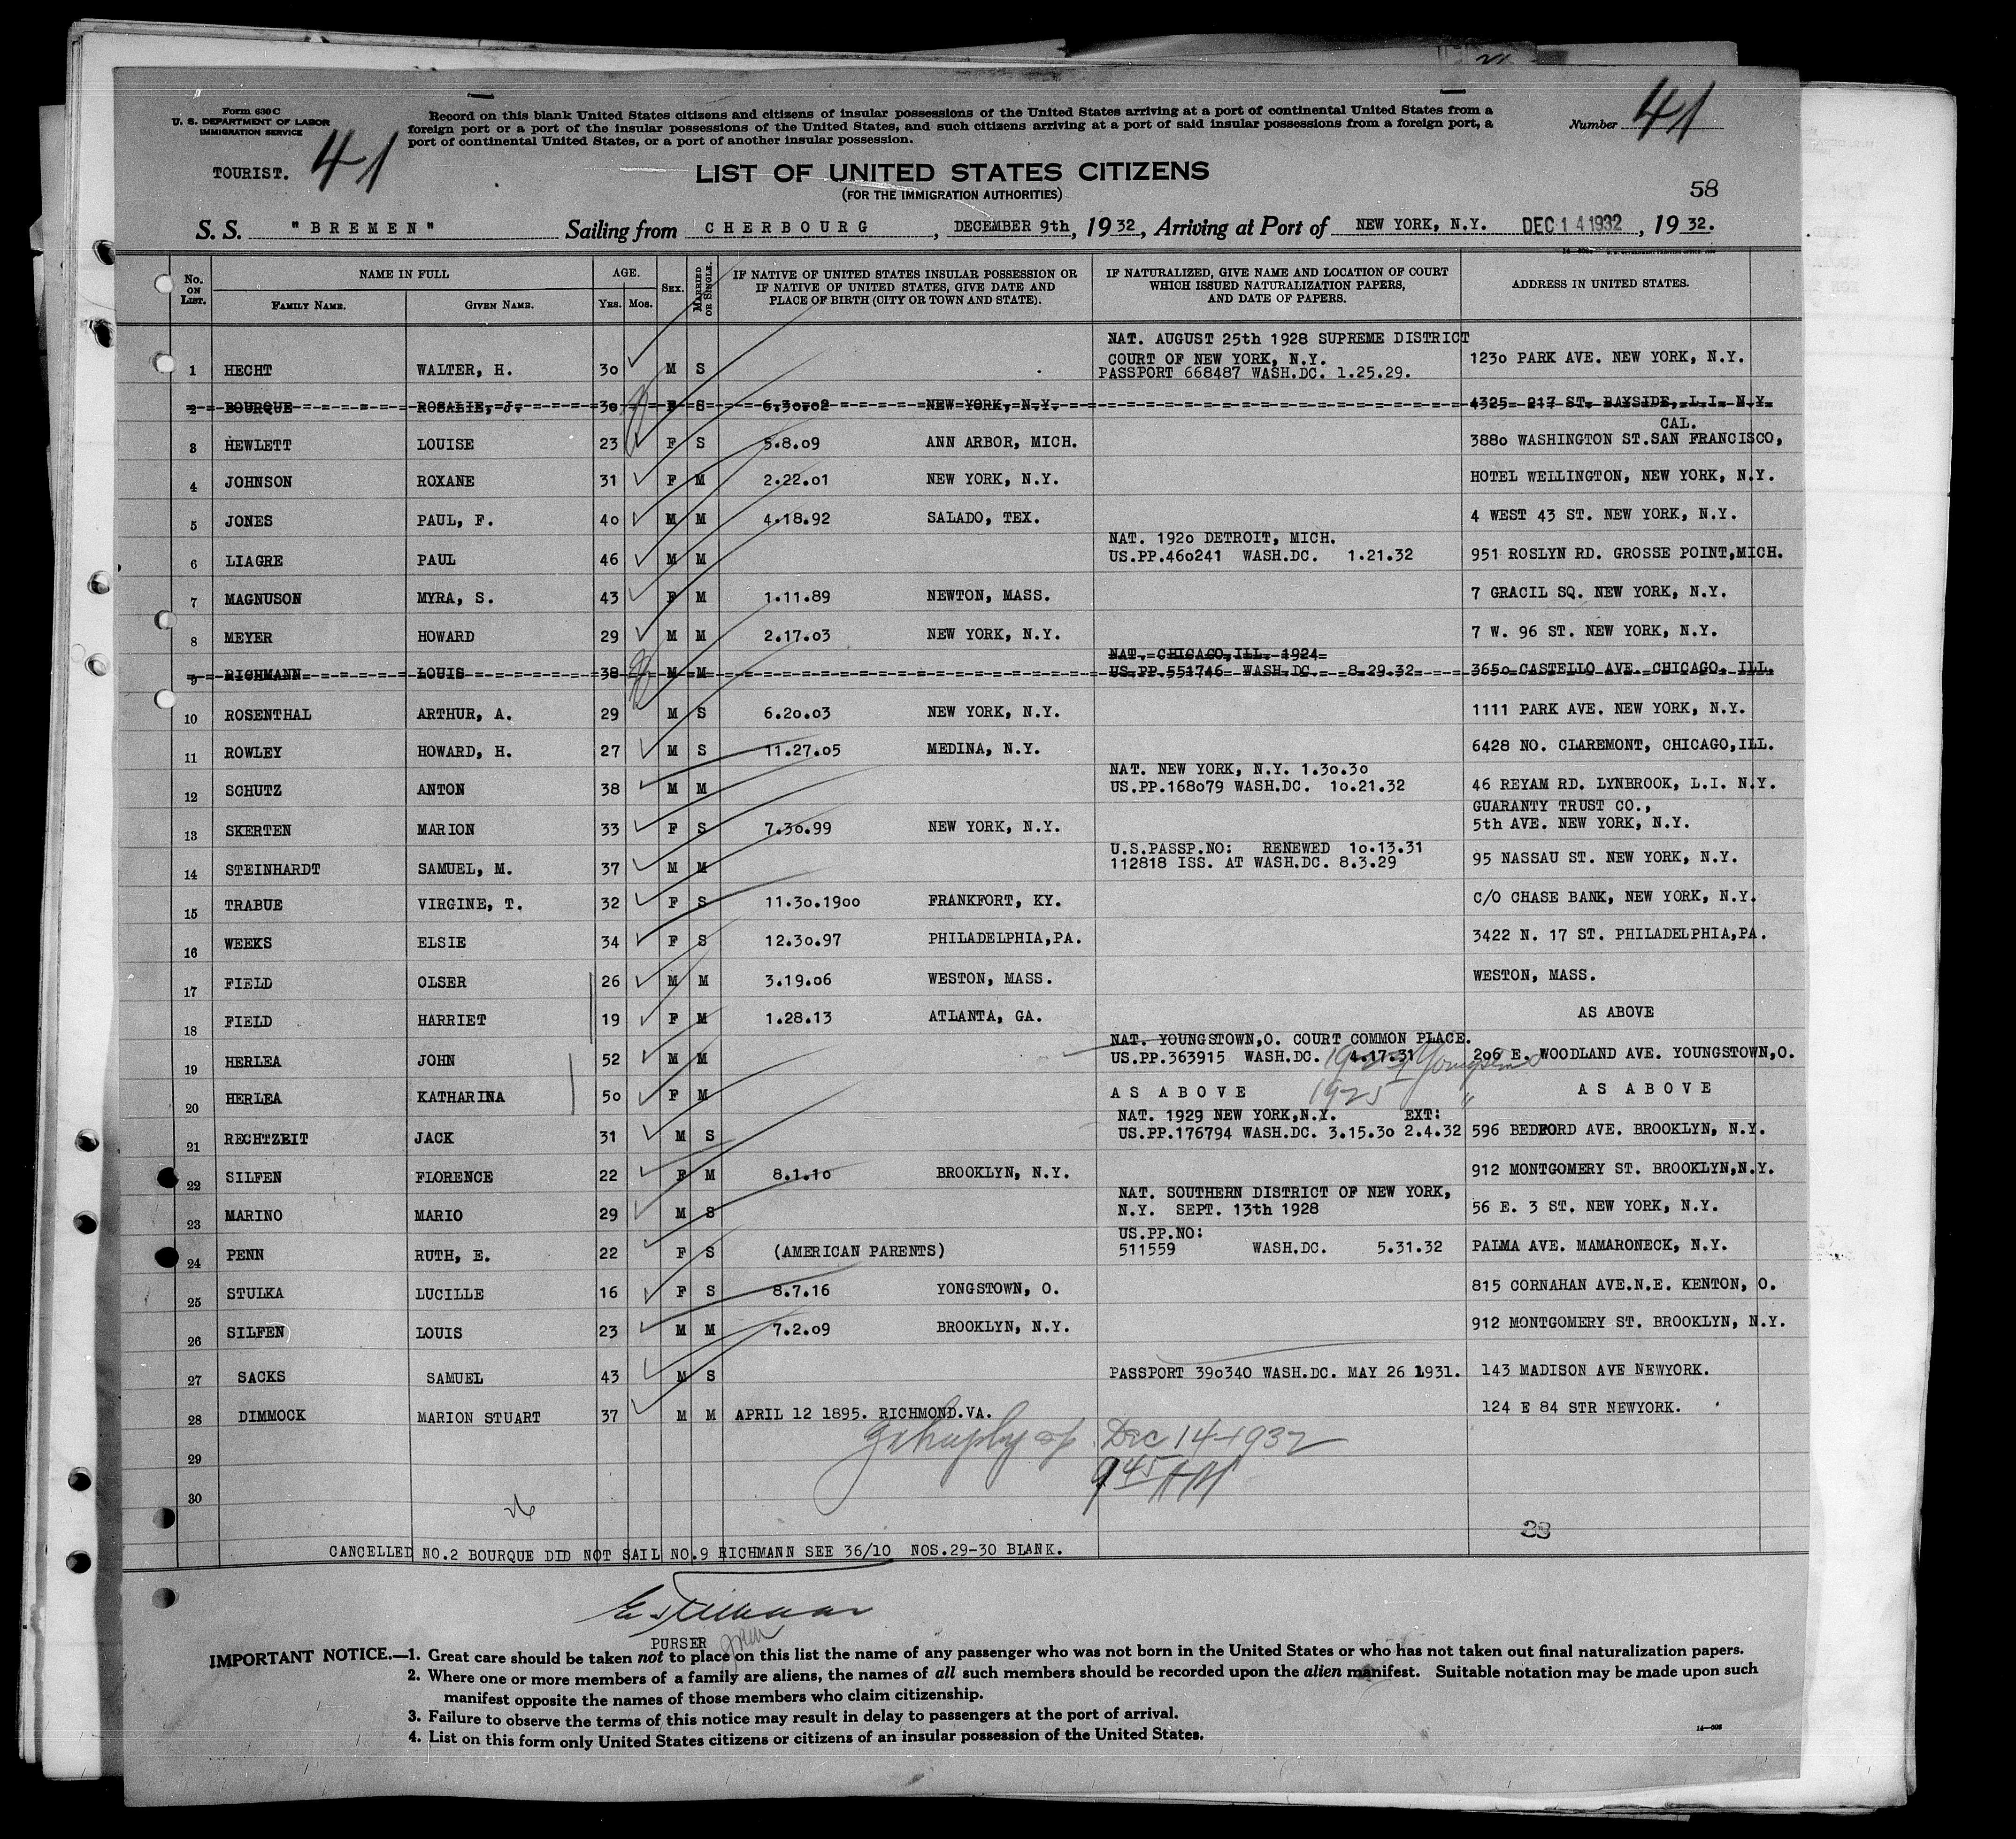 Form 630 C
U. S. DEPARTMENT OF LABOR
IMMIGRATION SERVICE
TOURIST. 41
Record on this blank United States citizens and citizens of insular possessions of the United States arriving at a port of continental United States from a
foreign port or a port of the insular possessions of the United States, and such citizens arriving at a port of said insular possessions from a foreign port, a
port of continental United States, or a port of another insular possession.
Number 41
LIST OF UNITED STATES CITIZENS
(FOR THE IMMIGRATION AUTHORITIES)
58
S. S. "BREMEN" Sailing from CHERBOURG, DECEMBER 9th, 1932, Arriving at Port of NEW YORK, N.Y. DEC 14 1932, 1932.
No. ON LIST. NAME IN FULL AGE. SEX. MARRIED OR SINGLE. IF NATIVE OF UNITED STATES INSULAR POSSESSION OR IF NATIVE OF UNITED STATES, GIVE DATE AND PLACE OF BIRTH (CITY OR TOWN AND STATE). IF NATURALIZED, GIVE NAME AND LOCATION OF COURT WHICH ISSUED NATURALIZATION PAPERS, AND DATE OF PAPERS. ADDRESS IN UNITED STATES.
FAMILY NAME. GIVEN NAME. YRS. MOS.
NAT. AUGUST 25th 1928 SUPREME DISTRICT
COURT OF NEW YORK, N.Y.
1 HECHT WALTER, H. 30 M S PASSPORT 668487 WASH.DC. 1.25.29. 1230 PARK AVE. NEW YORK, N.Y.
2 BOURQUE ROSALIE, J. 30 F S 6.30.02 NEW YORK, N.Y. 4325 217 ST. BAYSIDE, L.I. N.Y.
CAL.
3 HEWLETT LOUISE 23 F S 5.8.09 ANN ARBOR, MICH. 3880 WASHINGTON ST.SAN FRANCISCO,
4 JOHNSON ROXANE 31 F M 2.22.01 NEW YORK, N.Y. HOTEL WELLINGTON, NEW YORK, N.Y.
5 JONES PAUL, F. 40 M M 4.18.92 SALADO, TEX. 4 WEST 43 ST. NEW YORK, N.Y.
NAT. 1920 DETROIT, MICH.
6 LIAGRE PAUL 46 M M US.PP.460241 WASH.DC. 1.21.32 951 ROSLYN RD. GROSSE POINT,MICH.
7 MAGNUSON MYRA, S. 43 F M 1.11.89 NEWTON, MASS. 7 GRACIL SQ. NEW YORK, N.Y.
8 MEYER HOWARD 29 M M 2.17.03 NEW YORK, N.Y. 7 W. 96 ST. NEW YORK, N.Y.
NAT. CHICAGO,ILL. 1924
9 RICHMANN LOUIS 38 M M US.PP.551746 WASH.DC. 8.29.32 3650 CASTELLO AVE. CHICAGO, ILL.
10 ROSENTHAL ARTHUR, A. 29 M S 6.20.03 NEW YORK, N.Y. 1111 PARK AVE. NEW YORK, N.Y.
11 ROWLEY HOWARD, H. 27 M S 11.27.05 MEDINA, N.Y. 6428 NO. CLAREMONT, CHICAGO,ILL.
NAT. NEW YORK, N.Y. 1.30.30
12 SCHUTZ ANTON 38 M M US.PP.168079 WASH.DC. 10.21.32 46 REYAM RD. LYNBROOK, L.I. N.Y.
GUARANTY TRUST CO.,
13 SKERTEN MARION 33 F S 7.30.99 NEW YORK, N.Y. 5th AVE. NEW YORK, N.Y.
U.S.PASSP.NO: RENEWED 10.13.31
14 STEINHARDT SAMUEL, M. 37 M M 112818 ISS. AT WASH.DC. 8.3.29 95 NASSAU ST. NEW YORK, N.Y.
15 TRABUE VIRGINE, T. 32 F S 11.30.1900 FRANKFORT, KY. C/O CHASE BANK, NEW YORK, N.Y.
16 WEEKS ELSIE 34 F S 12.30.97 PHILADELPHIA,PA. 3422 N. 17 ST. PHILADELPHIA,PA.
17 FIELD OLSER 26 M M 3.19.06 WESTON, MASS. WESTON, MASS.
18 FIELD HARRIET 19 F M 1.28.13 ATLANTA, GA. AS ABOVE
NAT. YOUNGSTOWN,O. COURT COMMON PLACE.
19 HERLEA JOHN 52 M M US.PP.363915 WASH.DC. 4.17.31 206 E. WOODLAND AVE. YOUNGSTOWN,O.
20 HERLEA KATHARINA 50 F M AS ABOVE 1925 " AS ABOVE
NAT. 1929 NEW YORK,N.Y. EXT:
21 RECHTZEIT JACK 31 M S US.PP.176794 WASH.DC. 3.15.30 2.4.32 596 BEDFORD AVE. BROOKLYN, N.Y.
22 SILFEN FLORENCE 22 F M 8.1.10 BROOKLYN, N.Y. 912 MONTGOMERY ST. BROOKLYN,N.Y.
NAT. SOUTHERN DISTRICT OF NEW YORK,
23 MARINO MARIO 29 M S N.Y. SEPT. 13th 1928 56 E. 3 ST. NEW YORK, N.Y.
US.PP.NO:
24 PENN RUTH, E. 22 F S (AMERICAN PARENTS) 511559 WASH.DC. 5.31.32 PALMA AVE. MAMARONECK, N.Y.
25 STULKA LUCILLE 16 F S 8.7.16 YONGSTOWN, O. 815 CORNAHAN AVE.N.E. KENTON, O.
26 SILFEN LOUIS 23 M M 7.2.09 BROOKLYN, N.Y. 912 MONTGOMERY ST. BROOKLYN, N.Y.
27 SACKS SAMUEL 43 M S PASSPORT 390340 WASH.DC. MAY 26 1931. 143 MADISON AVE NEWYORK.
28 DIMMOCK MARION STUART 37 M M APRIL 12 1895. RICHMOND.VA. 124 E 84 STR NEWYORK.
Dec 14-1932
29 9 45 AM
30
CANCELLED NO.2 BOURQUE DID NOT SAIL NO.9 RICHMANN SEE 36/10 NOS.29-30 BLANK.
PURSER
IMPORTANT NOTICE.—1. Great care should be taken not to place on this list the name of any passenger who was not born in the United States or who has not taken out final naturalization papers.
2. Where one or more members of a family are aliens, the names of all such members should be recorded upon the alien manifest. Suitable notation may be made upon such
manifest opposite the names of those members who claim citizenship.
3. Failure to observe the terms of this notice may result in delay to passengers at the port of arrival.
4. List on this form only United States citizens or citizens of an insular possession of the United States.